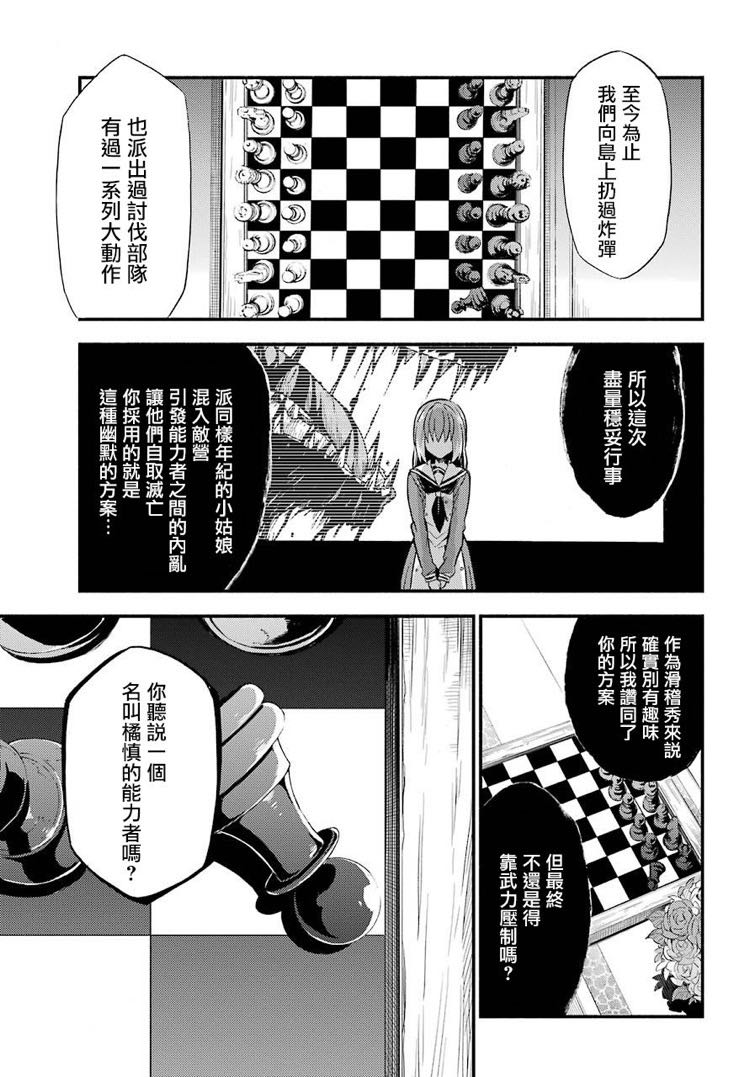 至今為止
我們向島上扔過炸彈
也派出過討伐部隊
有過一系列大動作
所以這次
盡量穩妥行事
派同樣年紀的小姑娘
混入敵營
引發能力者之間的內亂
讓他們自取滅亡
你採用的就是
這種幽默的方案…
作為滑稽秀來說
確實別有趣味
所以我讚同了
你的方案
但最終
不還是得
靠武力壓制嗎？
你聽説一個
名叫橘慎的能力者嗎？